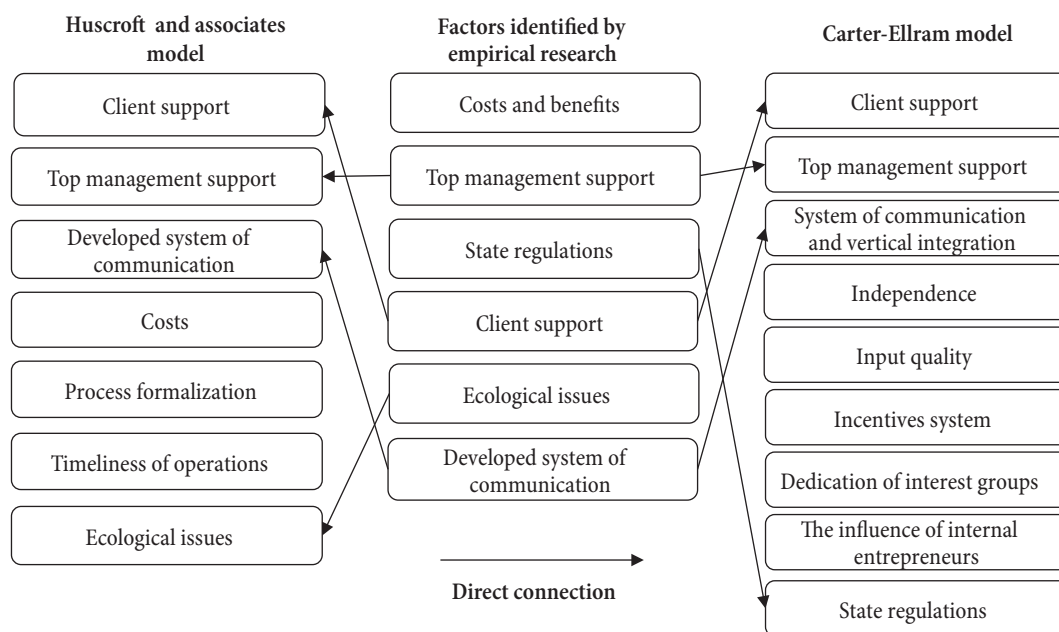 Huscroft and associates
model
Client support
Top management support
Developed system of
communication
Costs
Process formalization
Timeliness of operations
Ecological issues
Factors identified by
empirical research
Costs and benefits
Top management support
State regulations
Client support
Ecological issues
Developed system of
communication
Direct connection
Carter-Ellram model
Client support
Top management support
System of communication
and vertical integration
Independence
Input quality
Incentives system
Dedication of interest groups
The influence of internal
entrepreneurs
State regulations